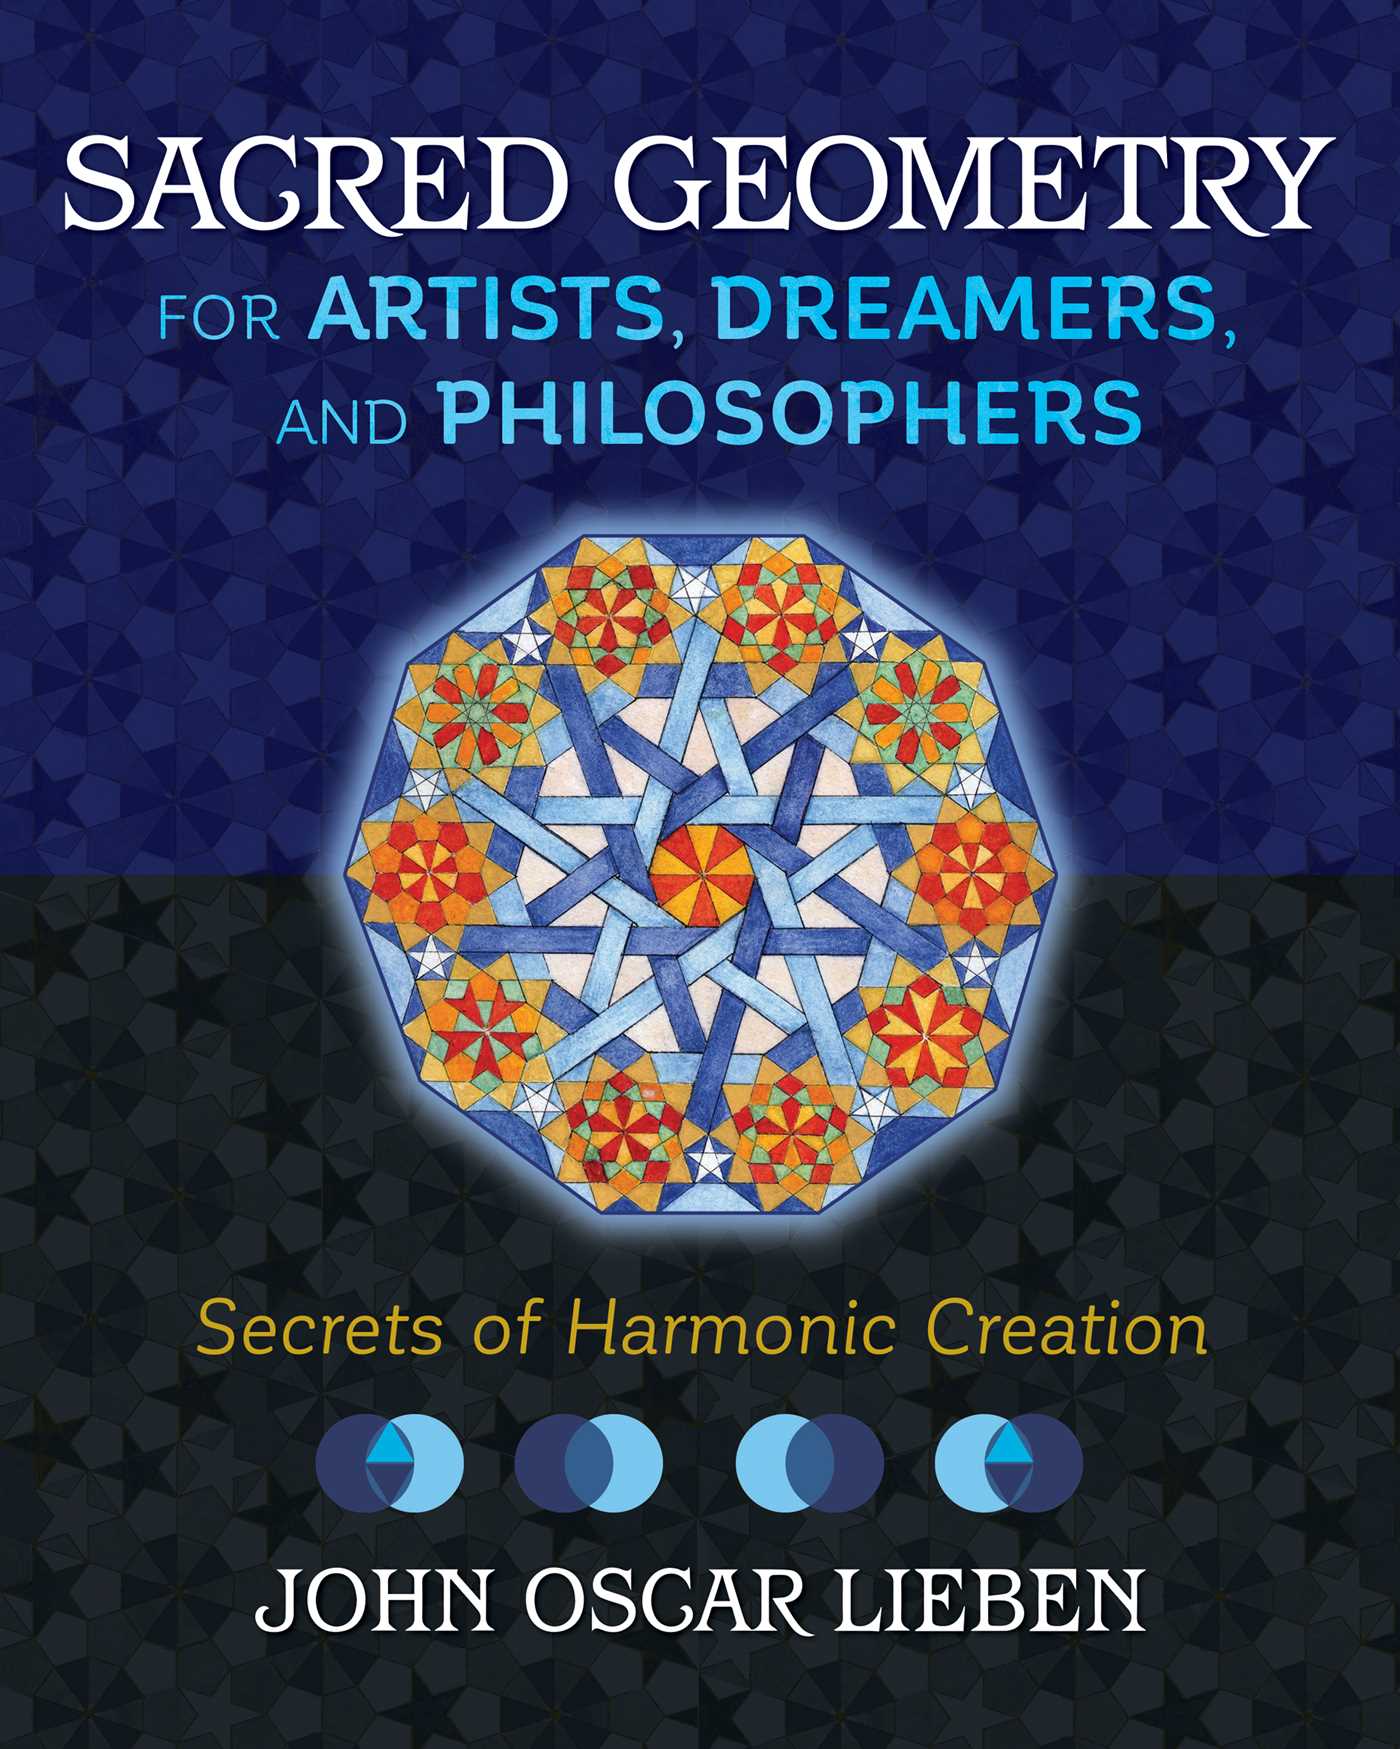 SACRED GEOMETRY
FOR ARTISTS, DREAMERS,
AND PHILOSOPHERS
Secrets of Harmonic Creation
JOHN OSCAR LIEBEN